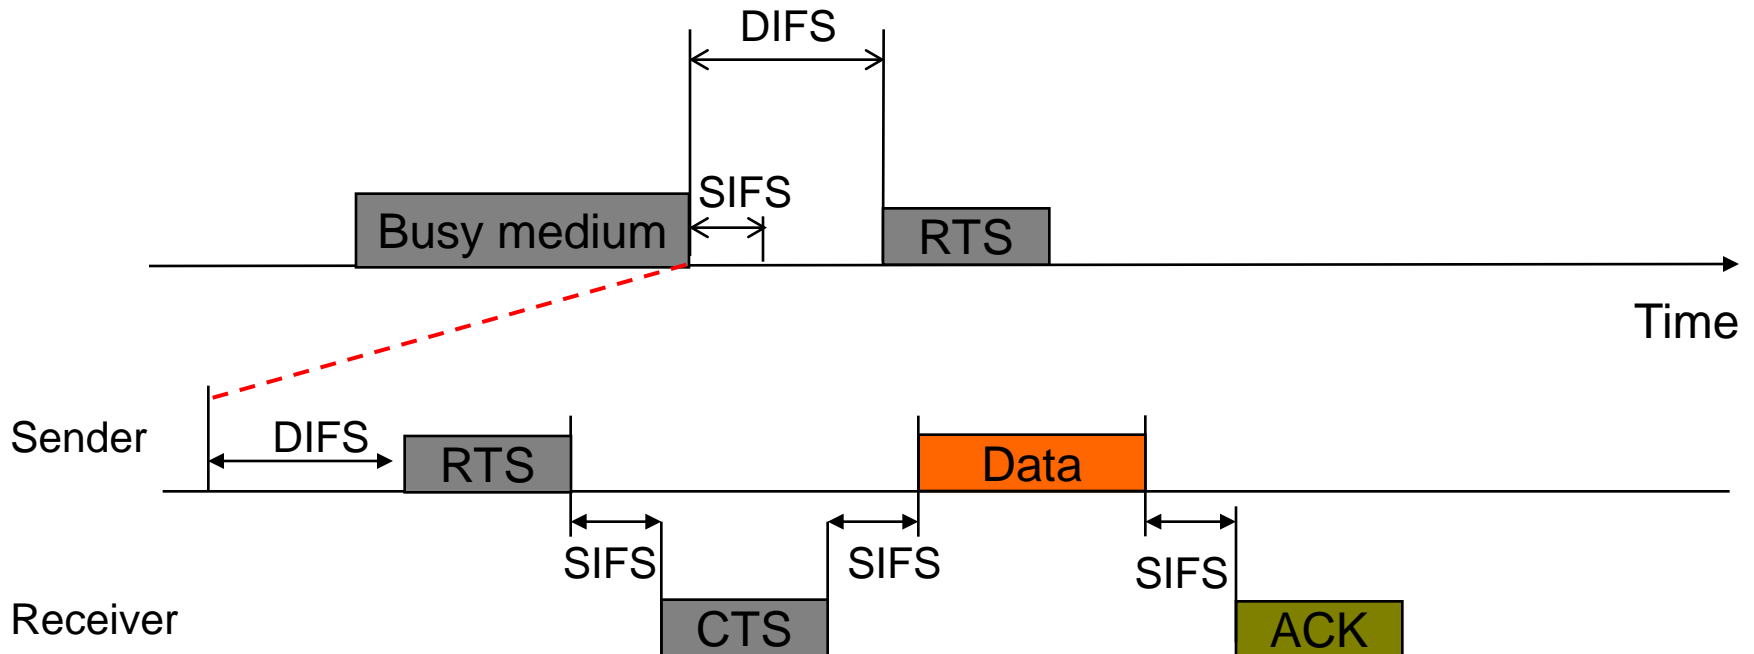 DIFS
SIFS
Busy medium
RTS
Time
Sender
DIFS
RTS
Data
SIFS
SIFS
SIFS
Receiver
CTS
ACK